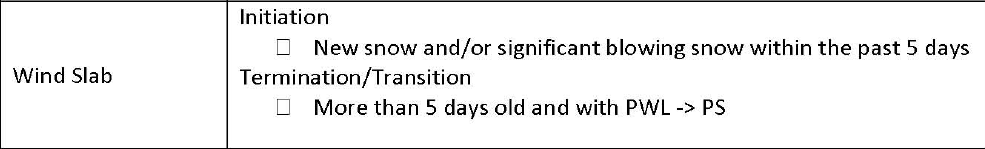 Wind Slab
Initiation
☐ New snow and/or significant blowing snow within the past 5 days
Termination/Transition
☐ More than 5 days old and with PWL -> PS